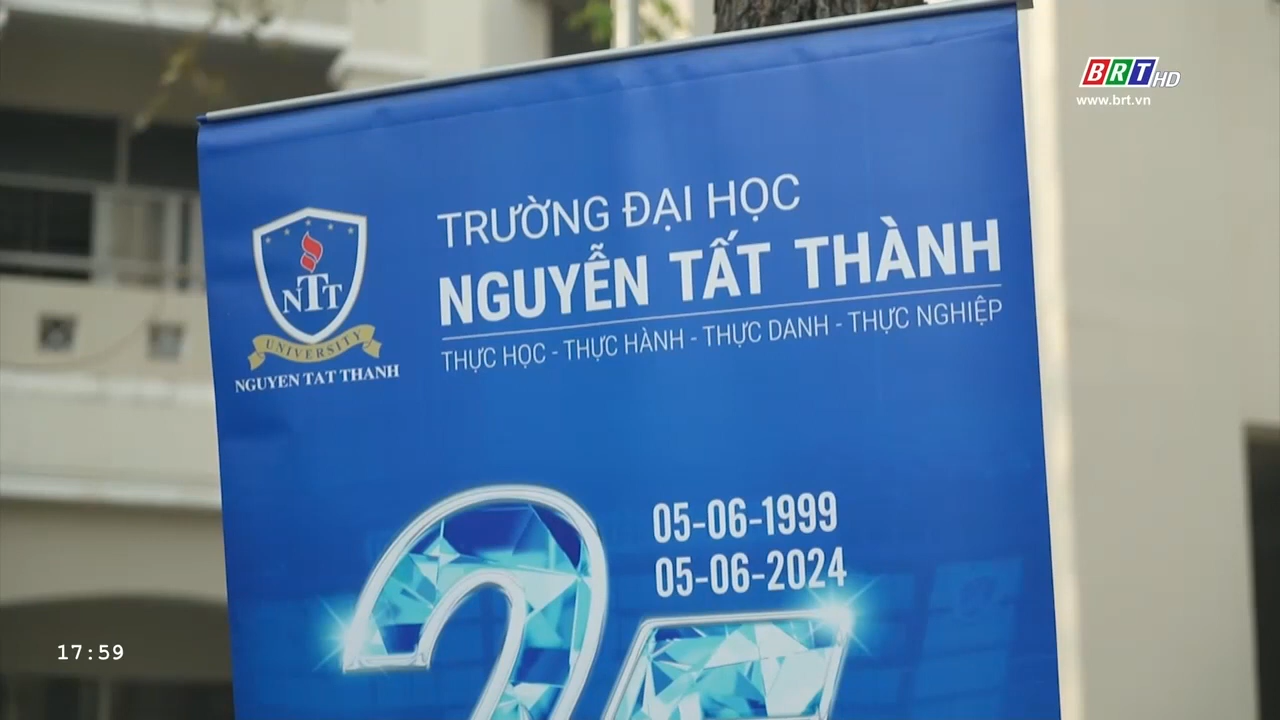 BRT HD
www.brt.vn
TRƯỜNG ĐẠI HỌC
NGUYỄN TẤT THÀNH
THỰC HỌC - THỰC HÀNH - THỰC DANH - THỰC NGHIỆP
NTT
UNIVERSITY
NGUYEN TAT THANH
05-06-1999
05-06-2024
25
17:59